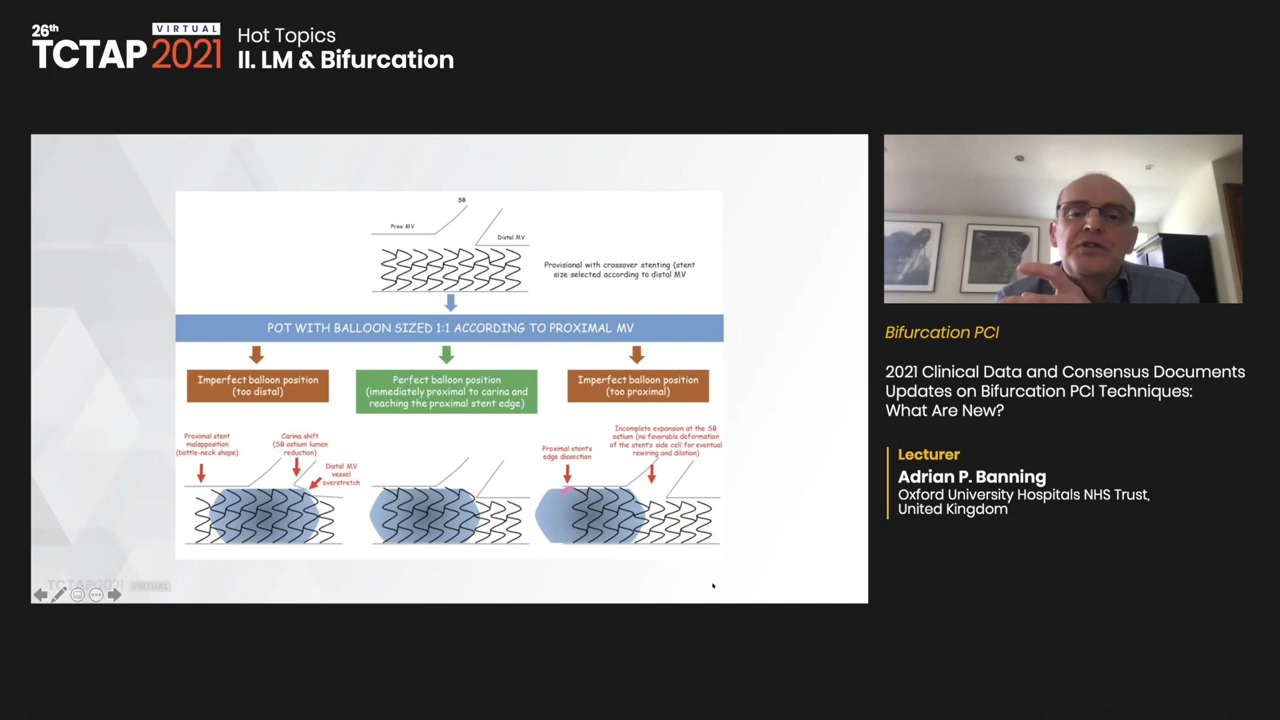 26th
VIRTUAL
TCTAP 2021
Hot Topics
II. LM & Bifurcation
SB
Prox MV
Distal MV
Provisional with crossover stenting (stent
size selected according to distal MV
POT WITH BALLOON SIZED 1:1 ACCORDING TO PROXIMAL MV
Imperfect balloon position
(too distal)
Perfect balloon position
(immediately proximal to carina and
reaching the proximal stent edge)
Imperfect balloon position
(too proximal)
Proximal stent
malapposition
(bottle-neck shape)
Carina shift
(SB ostium lumen
reduction)
Distal MV
vessel
overstretch
Proximal stent's
edge dissection
Incomplete expansion at the SB
ostium (no favorable deformation
of the stent's side cell for eventual
rewiring and dilation)
TCTAP2021 VIRTUAL
Bifurcation PCI
2021 Clinical Data and Consensus Documents
Updates on Bifurcation PCI Techniques:
What Are New?
Lecturer
Adrian P. Banning
Oxford University Hospitals NHS Trust,
United Kingdom